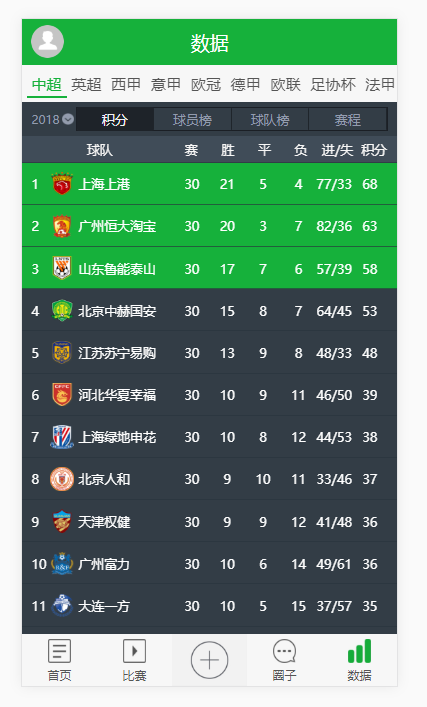 数据
中超 英超 西甲 意甲 欧冠 德甲 欧联 足协杯 法甲
2018 积分 球员榜 球队榜 赛程
球队 赛 胜 平 负 进/失 积分
1 上海上港 30 21 5 4 77/33 68
2 广州恒大淘宝 30 20 3 7 82/36 63
3 山东鲁能泰山 30 17 7 6 57/39 58
4 北京中赫国安 30 15 8 7 64/45 53
5 江苏苏宁易购 30 13 9 8 48/33 48
6 河北华夏幸福 30 10 9 11 46/50 39
7 上海绿地申花 30 10 8 12 44/53 38
8 北京人和 30 9 10 11 33/46 37
9 天津权健 30 9 9 12 41/48 36
10 广州富力 30 10 6 14 49/61 36
11 大连一方 30 10 5 15 37/57 35
首页 比赛 圈子 数据